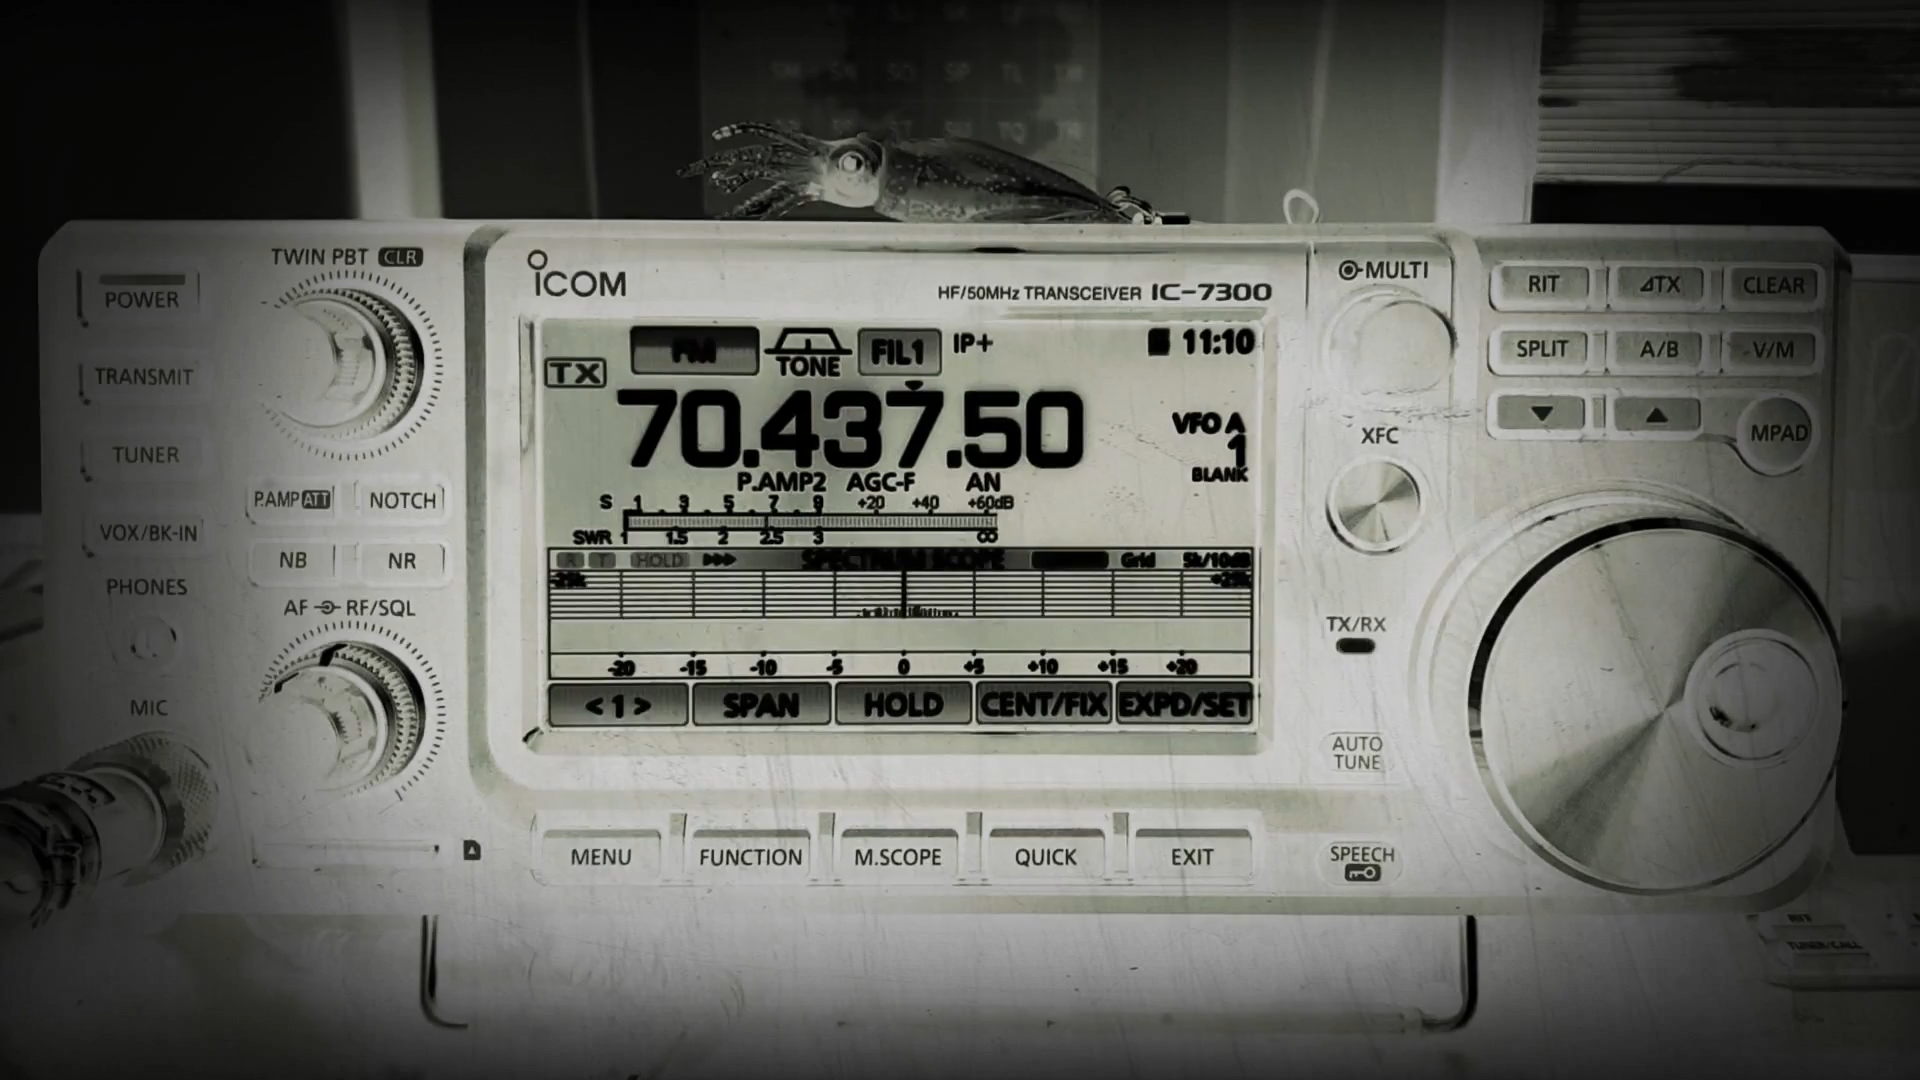 TWIN PBT CLR
POWER
TRANSMIT
TUNER
P.AMP ATT NOTCH
VOX/BK-IN
NB NR
PHONES
AF RF/SQL
MIC
ICOM
HF/50MHz TRANSCEIVER IC-7300
FM TONE FIL1 IP+ 11:10
TX
70.437.50
VFO A
1
BLANK
P.AMP2 AGC-F AN
S 1 3 5 7 9 +20 +40 +60dB
SWR 1 1.5 2 2.5 3 ∞
R T HOLD SPECTRUM SCOPE Grid 5k/10dB
-25k +25k
-20 -15 -10 -5 0 +5 +10 +15 +20
<1> SPAN HOLD CENT/FIX EXPD/SET
MENU FUNCTION M.SCOPE QUICK EXIT
MULTI
RIT ⊿TX CLEAR
SPLIT A/B V/M
▼ ▲ MPAD
XFC
TX/RX
AUTO
TUNE
SPEECH
RIT
TUNER/CALL